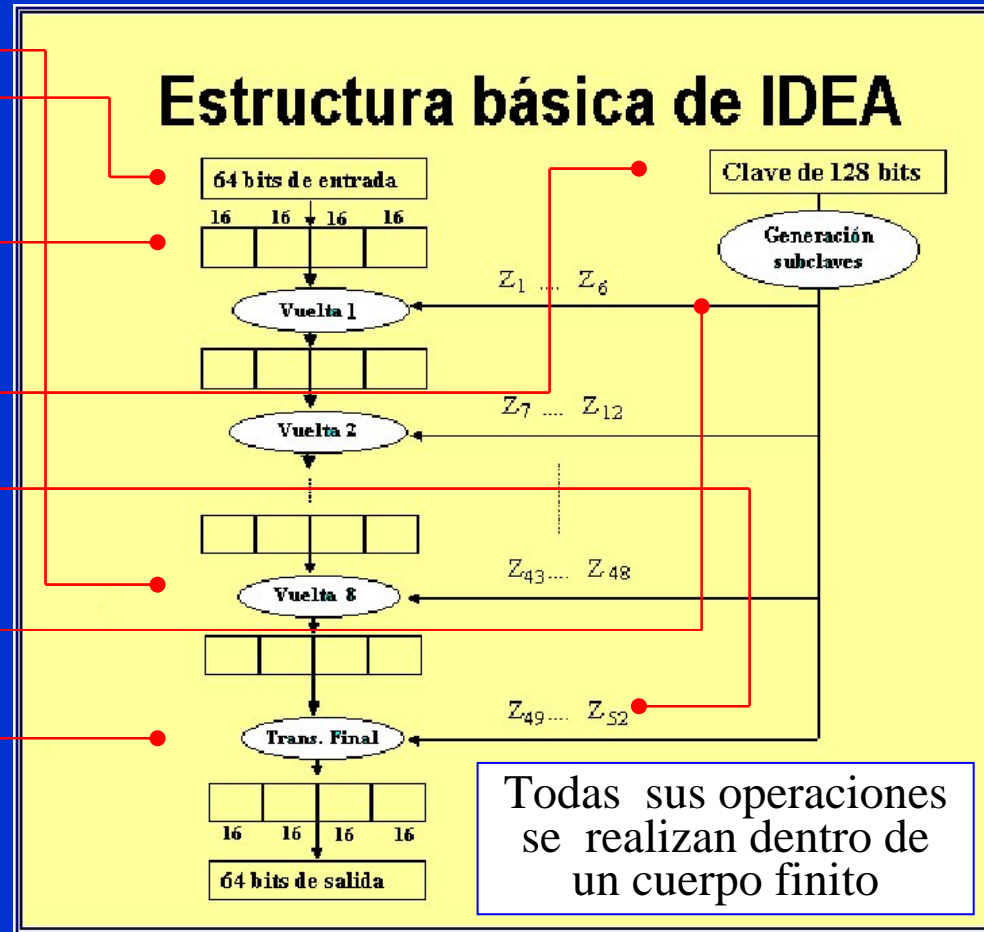 Estructura básica de IDEA
64 bits de entrada
Clave de 128 bits
16 16 16 16
Generación
subclaves
Z1 .... Z6
Vuelta 1
Z7 .... Z12
Vuelta 2
Z43.... Z48
Vuelta 8
Z49.... Z52
Trans. Final
16 16 16 16
64 bits de salida
Todas sus operaciones
se realizan dentro de
un cuerpo finito